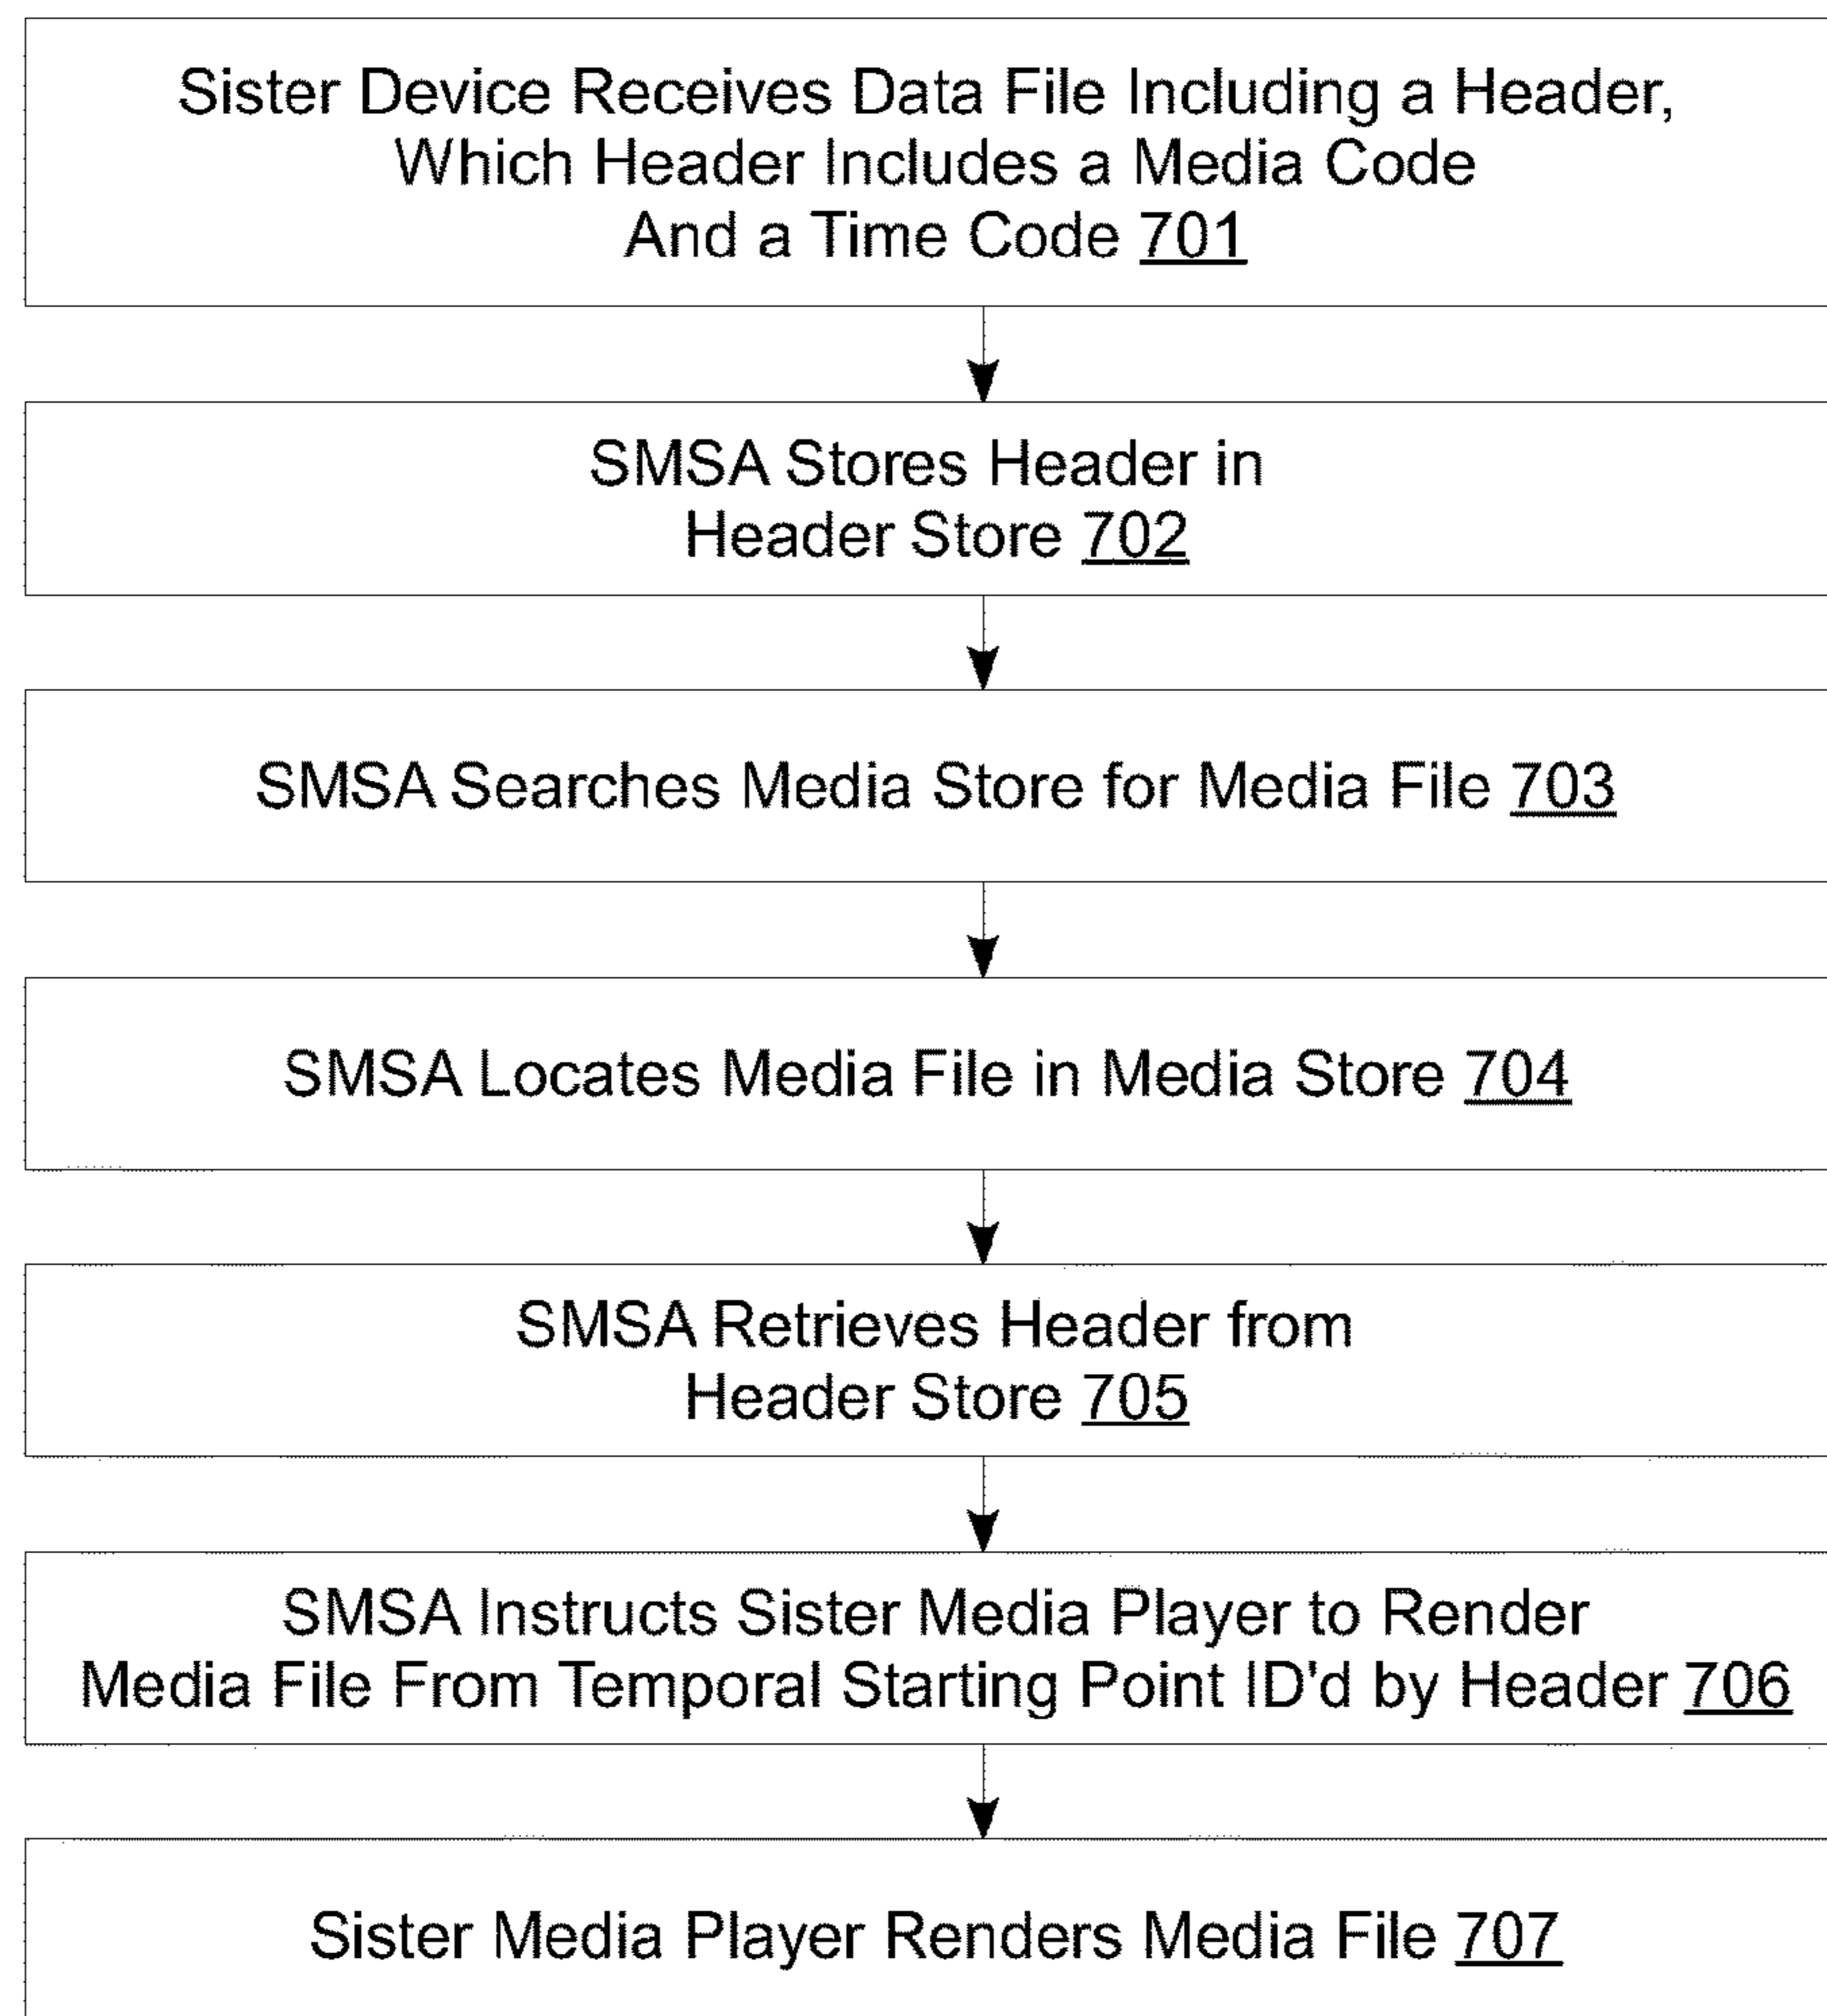 Sister Device Receives Data File Including a Header,
Which Header Includes a Media Code
And a Time Code 701
SMSA Stores Header in
Header Store 702
SMSA Searches Media Store for Media File 703
SMSA Locates Media File in Media Store 704
SMSA Retrieves Header from
Header Store 705
SMSA Instructs Sister Media Player to Render
Media File From Temporal Starting Point ID'd by Header 706
Sister Media Player Renders Media File 707